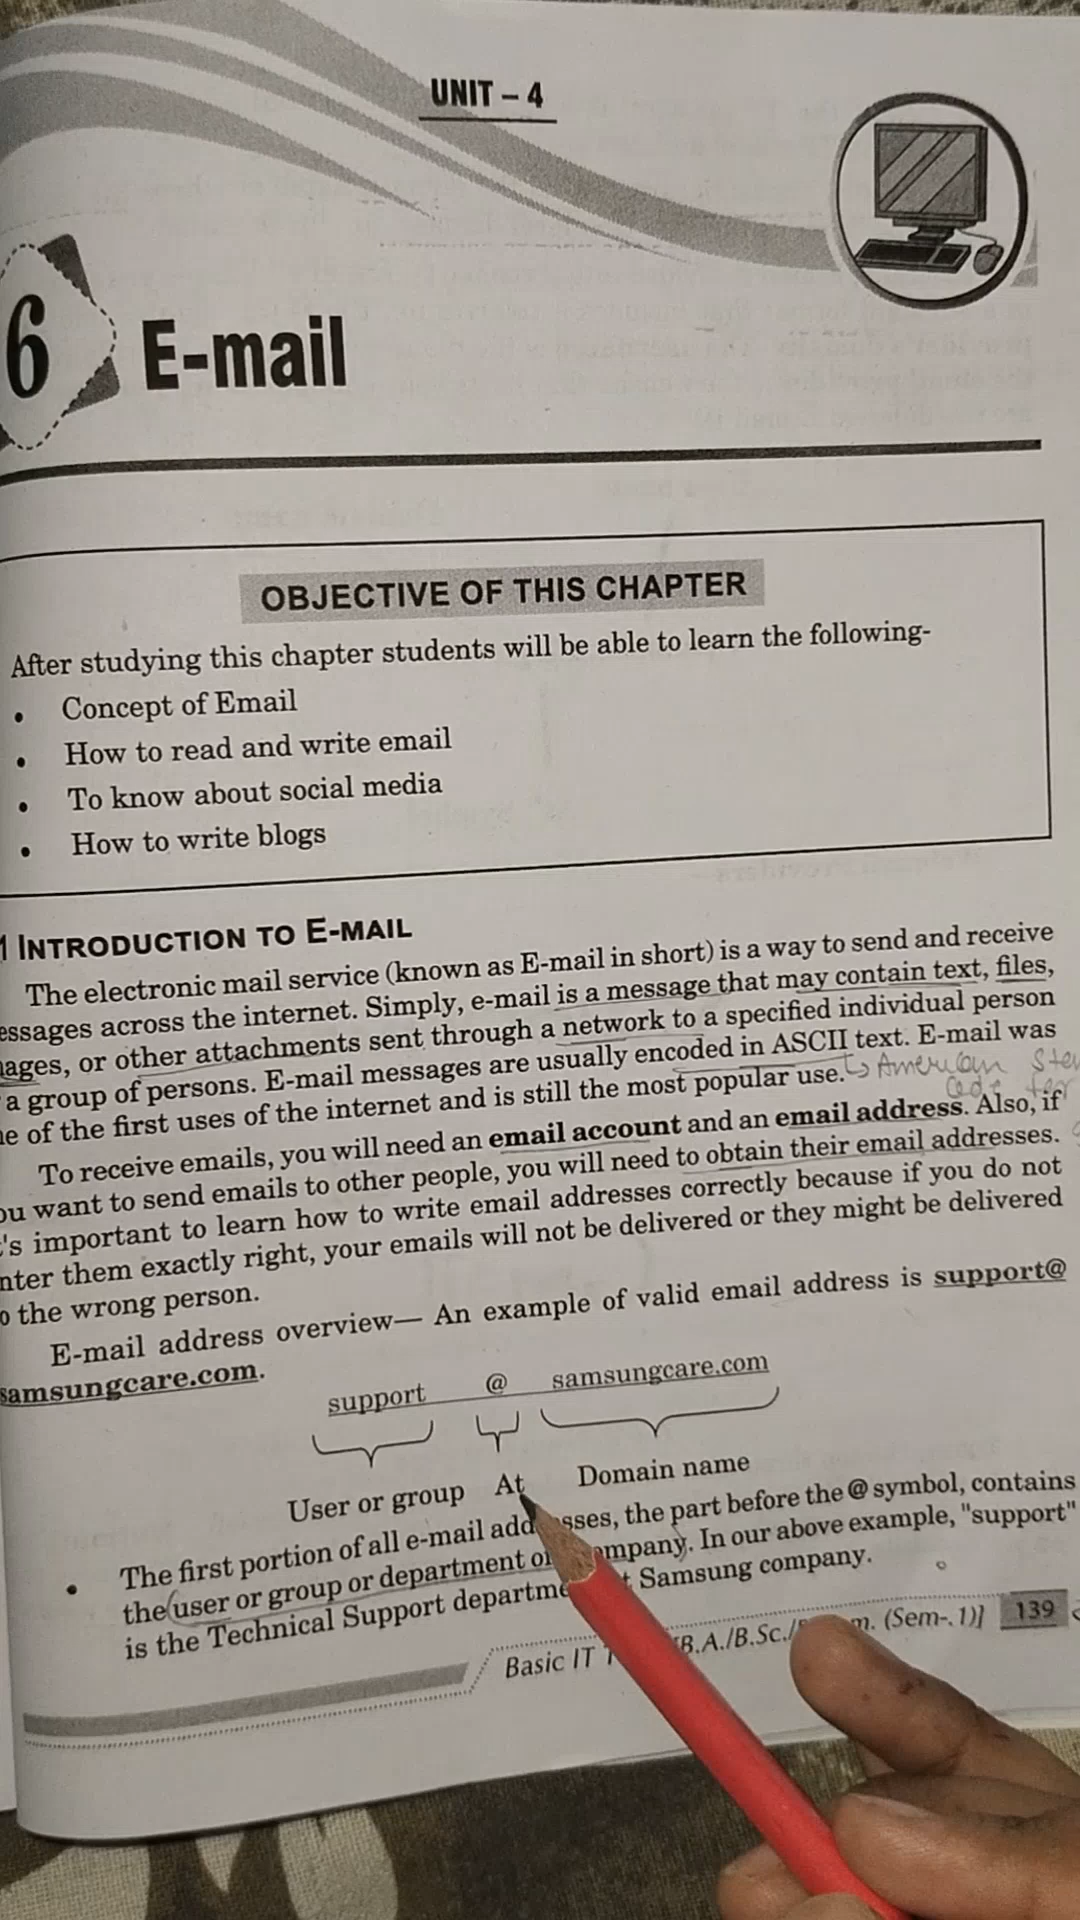 UNIT – 4
6
E-mail
OBJECTIVE OF THIS CHAPTER
After studying this chapter students will be able to learn the following-
• Concept of Email
• How to read and write email
• To know about social media
• How to write blogs
1 INTRODUCTION TO E-MAIL
The electronic mail service (known as E-mail in short) is a way to send and receive
essages across the internet. Simply, e-mail is a message that may contain text, files,
ages, or other attachments sent through a network to a specified individual person
a group of persons. E-mail messages are usually encoded in ASCII text. E-mail was
e of the first uses of the internet and is still the most popular use. American
To receive emails, you will need an email account and an email address. Also, if
ou want to send emails to other people, you will need to obtain their email addresses.
's important to learn how to write email addresses correctly because if you do not
nter them exactly right, your emails will not be delivered or they might be delivered
o the wrong person.
E-mail address overview— An example of valid email address is support@
samsungcare.com.
support @ samsungcare.com
User or group At Domain name
• The first portion of all e-mail add sses, the part before the @ symbol, contains
the user or group or department o mpany. In our above example, "support"
is the Technical Support departme t Samsung company.
Basic IT B.A./B.Sc./ m. (Sem-.1)] 139